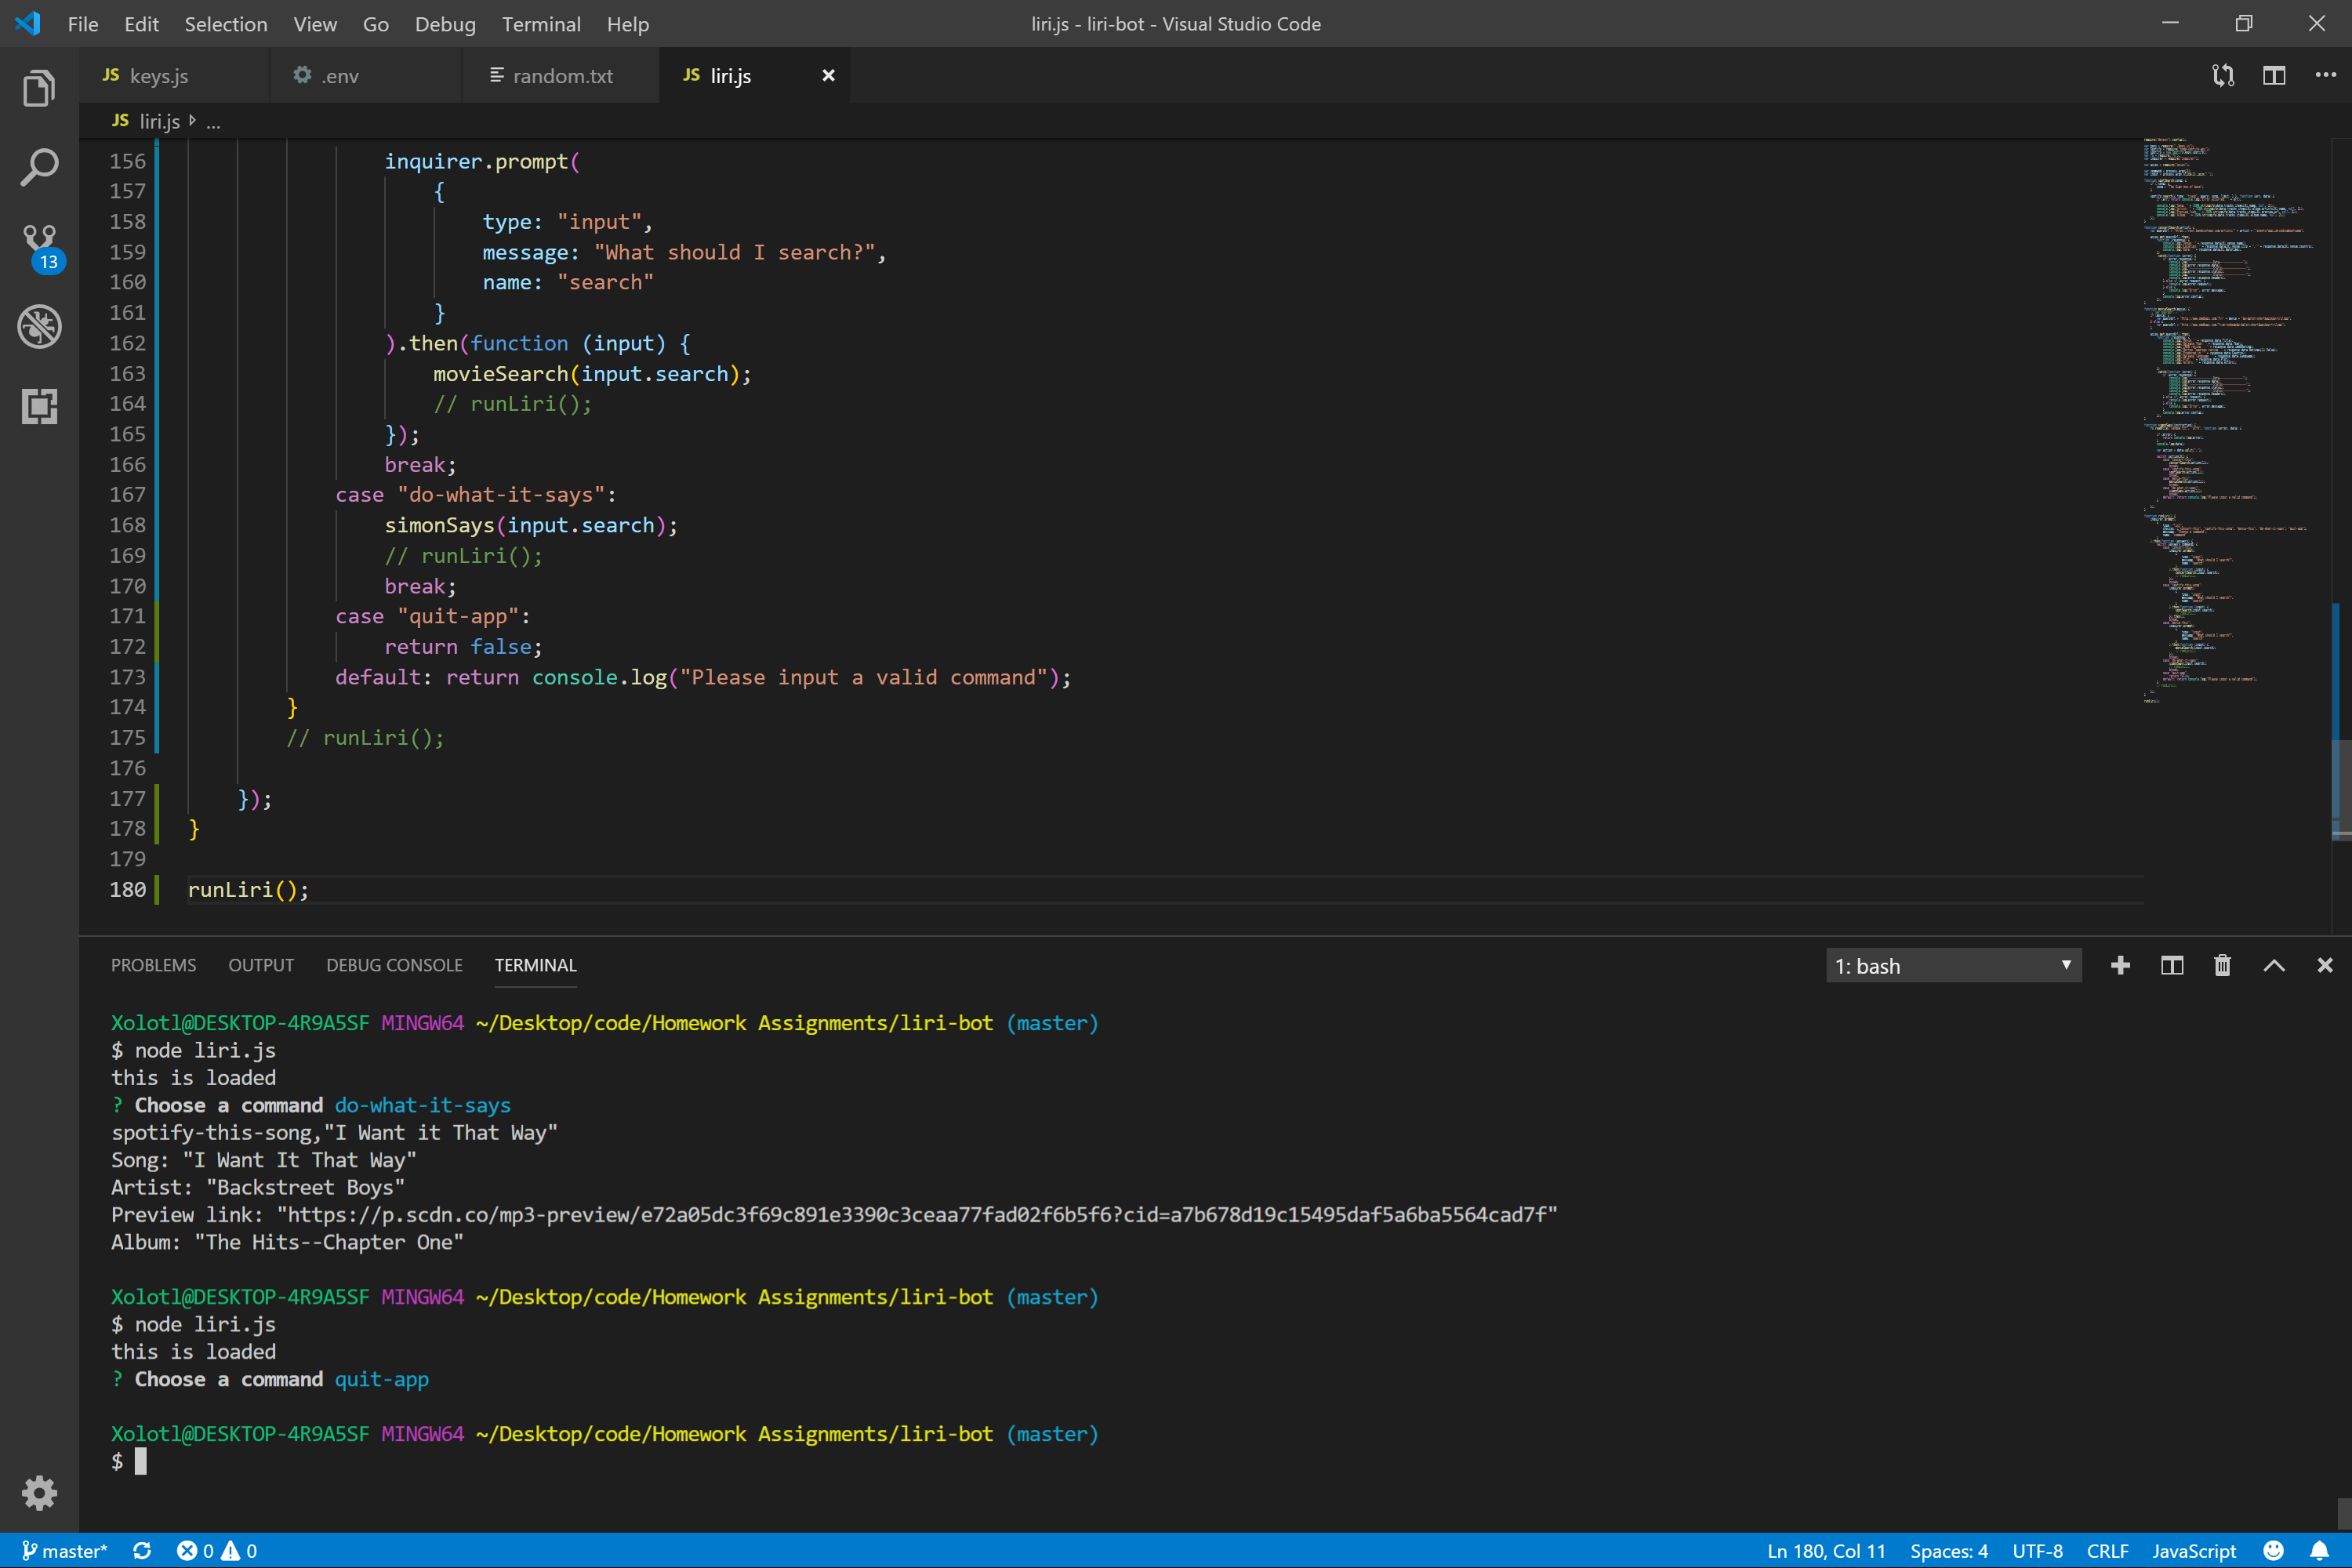 File Edit Selection View Go Debug Terminal Help
liri.js - liri-bot - Visual Studio Code
JS keys.js
.env
random.txt
JS liri.js
JS liri.js ...
13
156 inquirer.prompt(
157 {
158 type: "input",
159 message: "What should I search?",
160 name: "search"
161 }
162 ).then(function (input) {
163 movieSearch(input.search);
164 // runLiri();
165 });
166 break;
167 case "do-what-it-says":
168 simonSays(input.search);
169 // runLiri();
170 break;
171 case "quit-app":
172 return false;
173 default: return console.log("Please input a valid command");
174 }
175 // runLiri();
176
177 });
178 }
179
180 runLiri();
PROBLEMS OUTPUT DEBUG CONSOLE TERMINAL
1: bash
Xolotl@DESKTOP-4R9A5SF MINGW64 ~/Desktop/code/Homework Assignments/liri-bot (master)
$ node liri.js
this is loaded
? Choose a command do-what-it-says
spotify-this-song,"I Want it That Way"
Song: "I Want It That Way"
Artist: "Backstreet Boys"
Preview link: "https://p.scdn.co/mp3-preview/e72a05dc3f69c891e3390c3ceaa77fad02f6b5f6?cid=a7b678d19c15495daf5a6ba5564cad7f"
Album: "The Hits--Chapter One"
Xolotl@DESKTOP-4R9A5SF MINGW64 ~/Desktop/code/Homework Assignments/liri-bot (master)
$ node liri.js
this is loaded
? Choose a command quit-app
Xolotl@DESKTOP-4R9A5SF MINGW64 ~/Desktop/code/Homework Assignments/liri-bot (master)
$
master* 0 0
Ln 180, Col 11 Spaces: 4 UTF-8 CRLF JavaScript